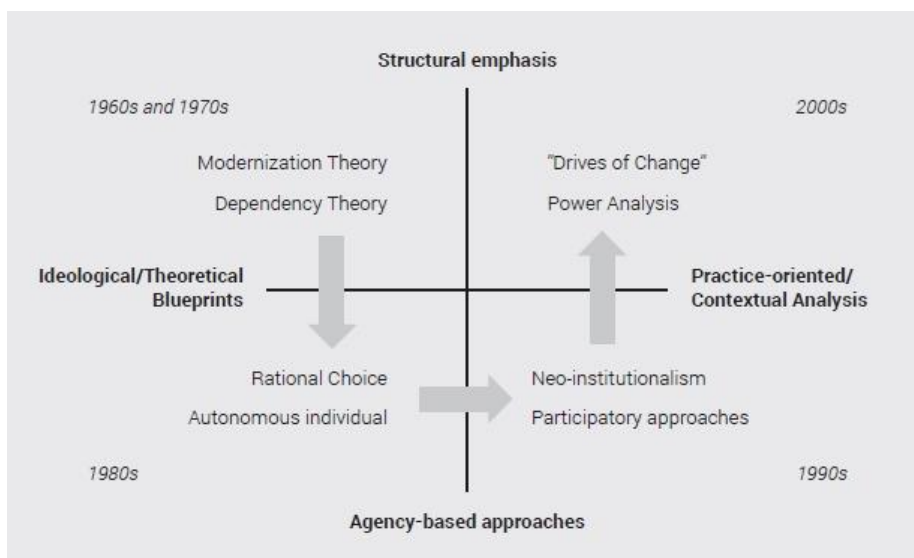 Structural emphasis
1960s and 1970s
2000s
Modernization Theory
"Drives of Change"
Dependency Theory
Power Analysis
Ideological/Theoretical
Blueprints
Practice-oriented/
Contextual Analysis
Rational Choice
Neo-institutionalism
Autonomous individual
Participatory approaches
1980s
1990s
Agency-based approaches